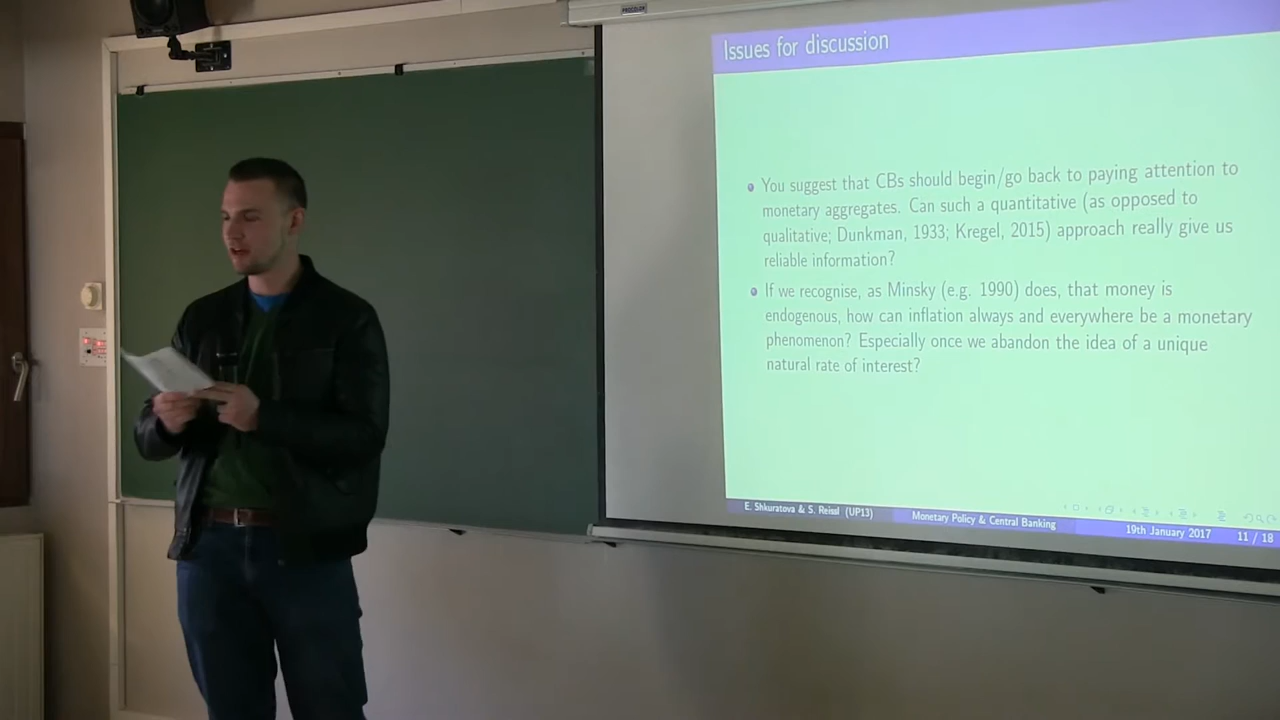 PROCOLOR
Issues for discussion
You suggest that CBs should begin/go back to paying attention to
monetary aggregates. Can such a quantitative (as opposed to
qualitative; Dunkman, 1933; Kregel, 2015) approach really give us
reliable information?
If we recognise, as Minsky (e.g. 1990) does, that money is
endogenous, how can inflation always and everywhere be a monetary
phenomenon? Especially once we abandon the idea of a unique
natural rate of interest?
E. Shkuratova & S. Reissl (UP13)
Monetary Policy & Central Banking
19th January 2017
11 / 18